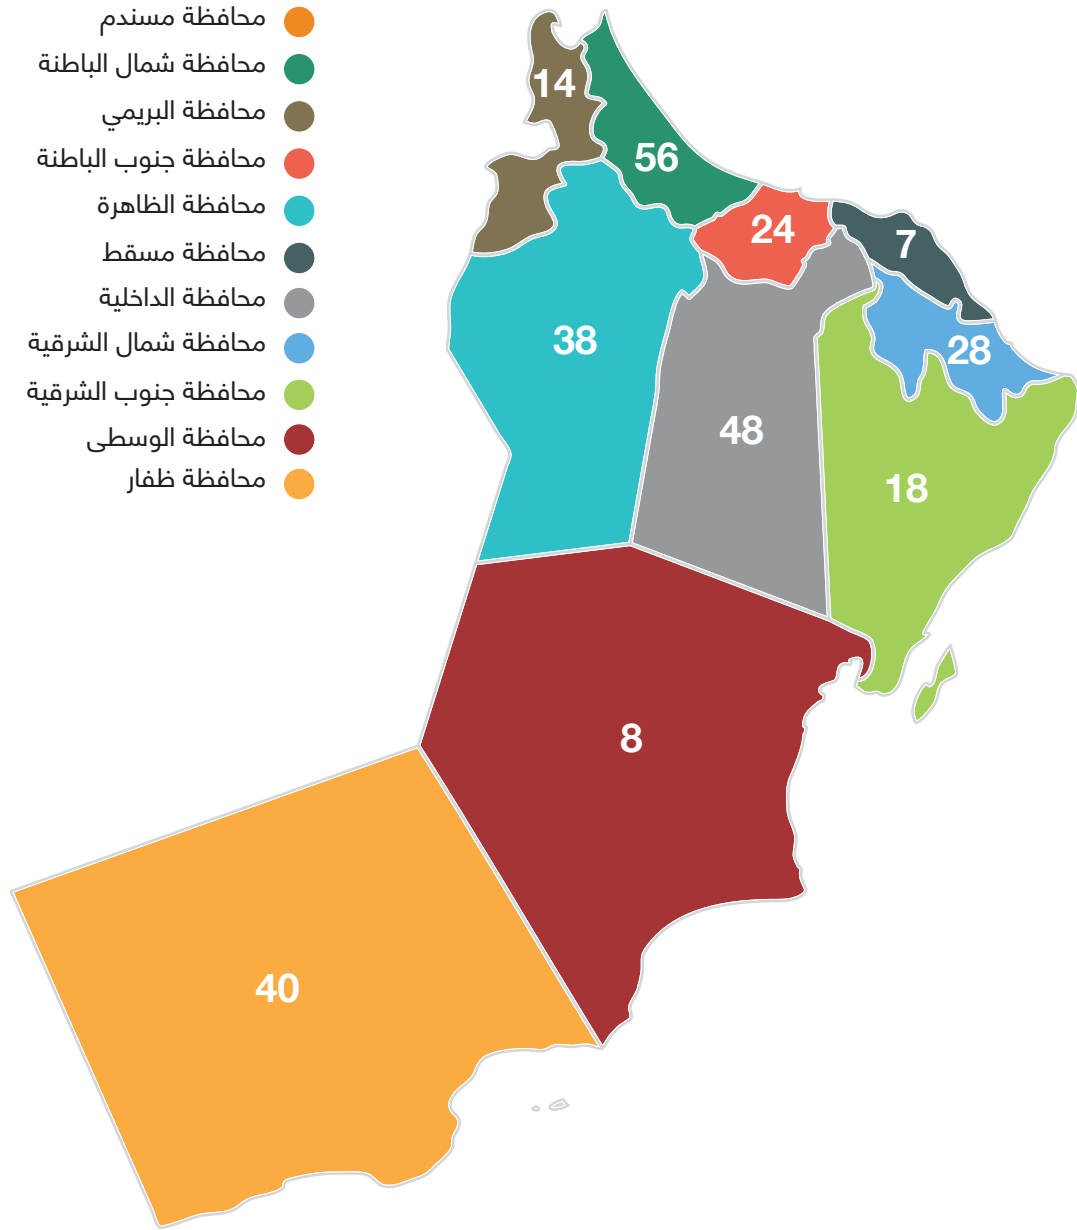 محافظة مسندم
محافظة شمال الباطنة
محافظة البريمي
محافظة جنوب الباطنة
محافظة الظاهرة
محافظة مسقط
محافظة الداخلية
محافظة شمال الشرقية
محافظة جنوب الشرقية
محافظة الوسطى
محافظة ظفار
14
56
24
7
38
28
48
18
8
40